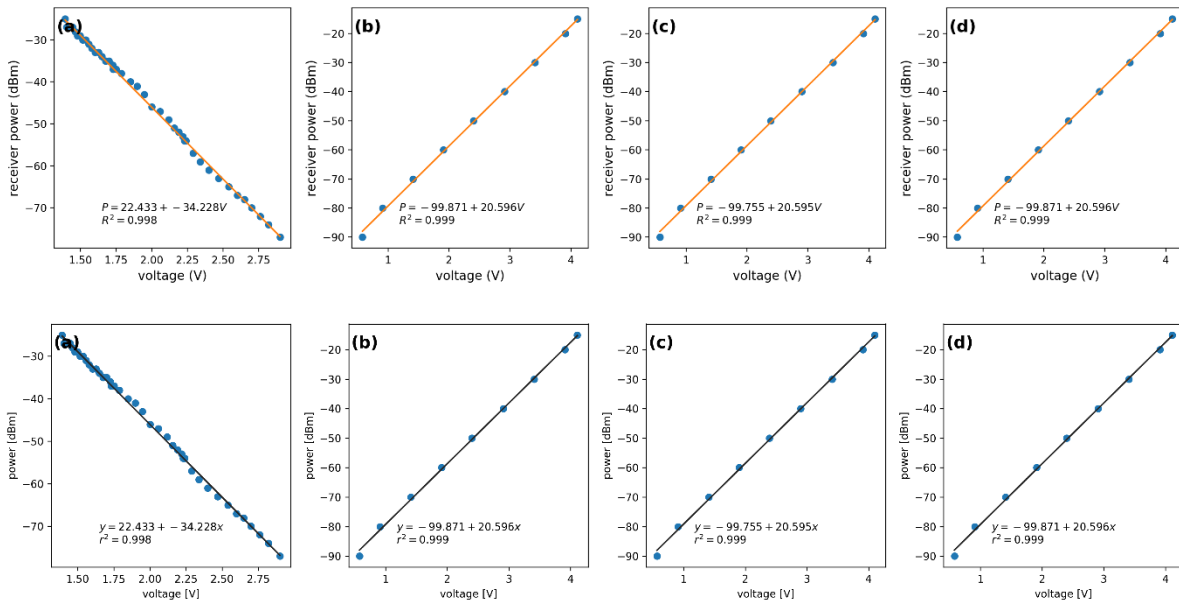 (a)
(b)
(c)
(d)
−30
−40
−50
−60
−70
receiver power (dBm)
P = 22.433 + −34.228V
R² = 0.998
1.50 1.75 2.00 2.25 2.50 2.75
voltage (V)
−20
−30
−40
−50
−60
−70
−80
−90
receiver power (dBm)
P = −99.871 + 20.596V
R² = 0.999
1 2 3 4
voltage (V)
−20
−30
−40
−50
−60
−70
−80
−90
receiver power (dBm)
P = −99.755 + 20.595V
R² = 0.999
1 2 3 4
voltage (V)
−20
−30
−40
−50
−60
−70
−80
−90
receiver power (dBm)
P = −99.871 + 20.596V
R² = 0.999
1 2 3 4
voltage (V)
(a)
(b)
(c)
(d)
−30
−40
−50
−60
−70
power [dBm]
y = 22.433 + −34.228x
r² = 0.998
1.50 1.75 2.00 2.25 2.50 2.75
voltage [V]
−20
−30
−40
−50
−60
−70
−80
−90
power [dBm]
y = −99.871 + 20.596x
r² = 0.999
1 2 3 4
voltage [V]
−20
−30
−40
−50
−60
−70
−80
−90
power [dBm]
y = −99.755 + 20.595x
r² = 0.999
1 2 3 4
voltage [V]
−20
−30
−40
−50
−60
−70
−80
−90
power [dBm]
y = −99.871 + 20.596x
r² = 0.999
1 2 3 4
voltage [V]